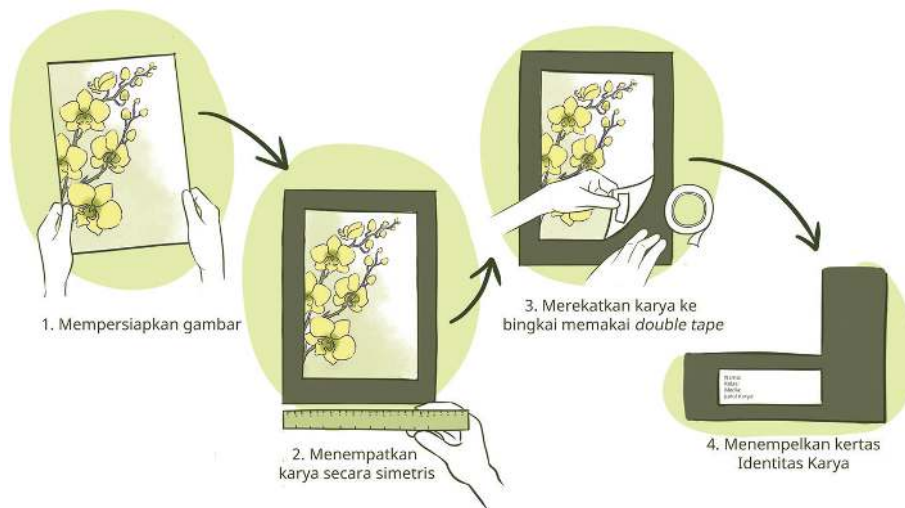 1. Mempersiapkan gambar
2. Menempatkan
karya secara simetris
3. Merekatkan karya ke
bingkai memakai double tape
Nama
Kelas
Media
Judul Karya
4. Menempelkan kertas
Identitas Karya